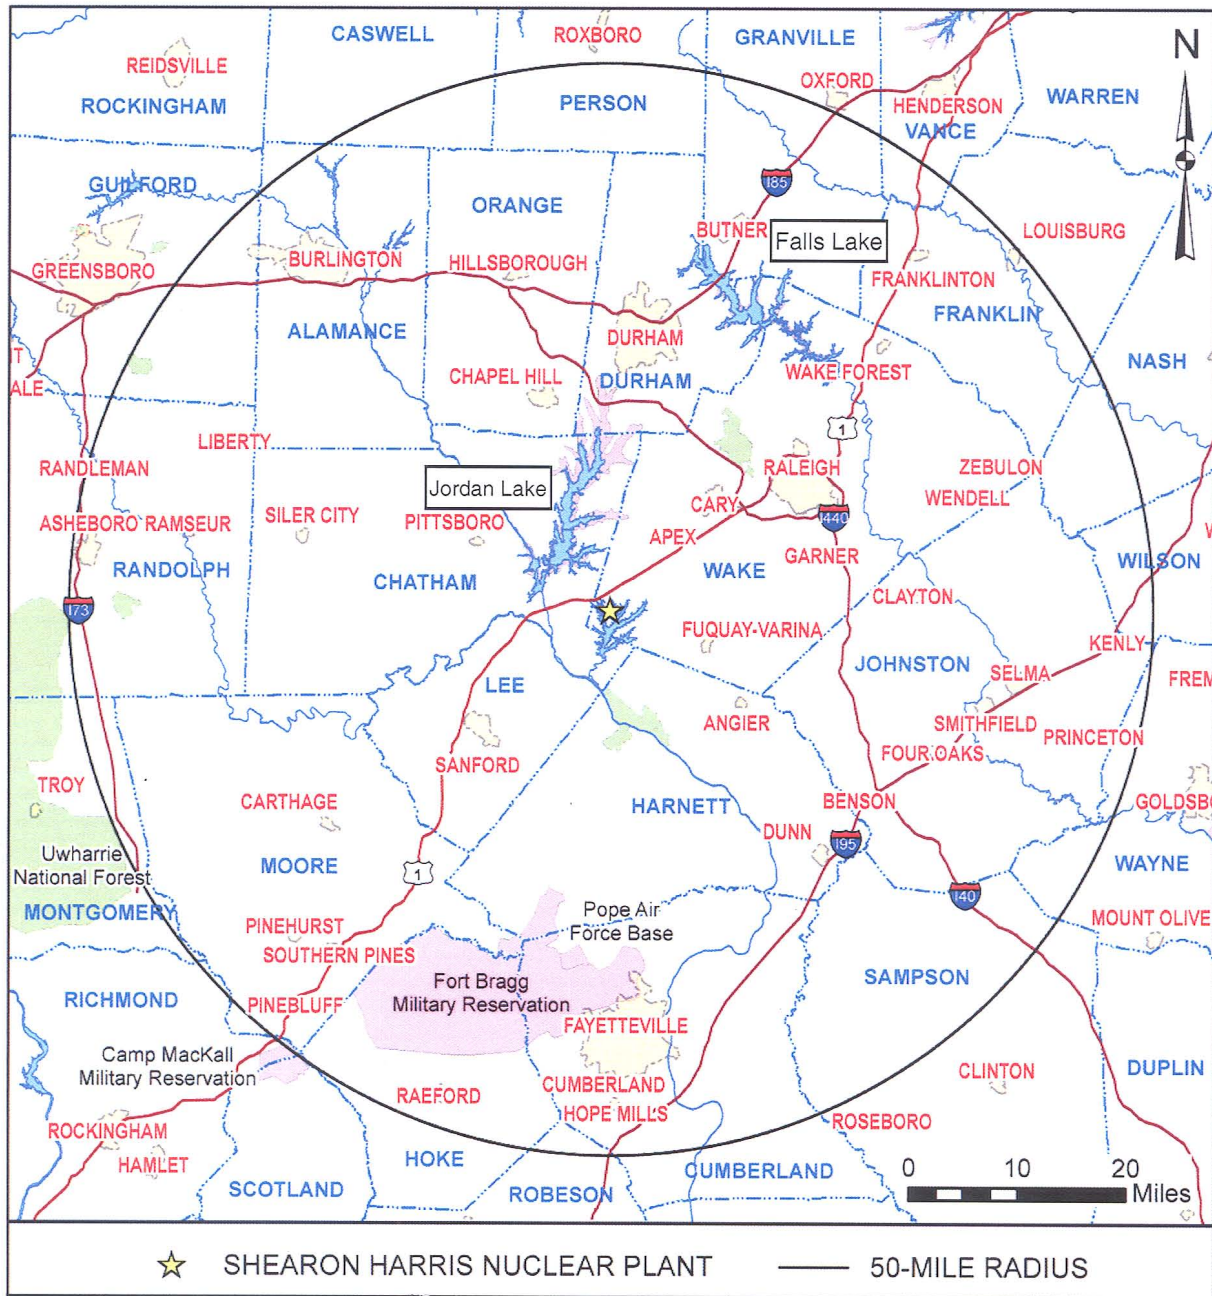 CASWELL
ROXBORO
GRANVILLE
N
REIDSVILLE
OXFORD
ROCKINGHAM
PERSON
HENDERSON
WARREN
VANCE
GUILFORD
185
ORANGE
BUTNER
Falls Lake
LOUISBURG
GREENSBORO
BURLINGTON
HILLSBOROUGH
FRANKLINTON
ALAMANCE
FRANKLIN
DURHAM
NT
ALE
CHAPEL HILL
DURHAM
WAKE FOREST
NASH
1
LIBERTY
RANDLEMAN
RALEIGH
ZEBULON
Jordan Lake
WENDELL
CARY
ASHEBORO
RAMSEUR
SILER CITY
PITTSBORO
1440
APEX
GARNER
RANDOLPH
CHATHAM
WAKE
WILSON
CLAYTON
173
FUQUAY-VARINA
KENLY
JOHNSTON
SELMA
LEE
FREM
ANGIER
SMITHFIELD
PRINCETON
FOUR OAKS
SANFORD
TROY
CARTHAGE
HARNETT
BENSON
GOLDSBO
DUNN
195
Uwharrie
National Forest
MOORE
1
WAYNE
140
MONTGOMERY
Pope Air
Force Base
MOUNT OLIVE
PINEHURST
SOUTHERN PINES
Fort Bragg
Military Reservation
SAMPSON
RICHMOND
PINEBLUFF
FAYETTEVILLE
Camp MacKall
Military Reservation
DUPLIN
CLINTON
RAEFORD
CUMBERLAND
HOPE MILLS
ROCKINGHAM
ROSEBORO
HAMLET
HOKE
CUMBERLAND
SCOTLAND
ROBESON
0 10 20
Miles
SHEARON HARRIS NUCLEAR PLANT
50-MILE RADIUS